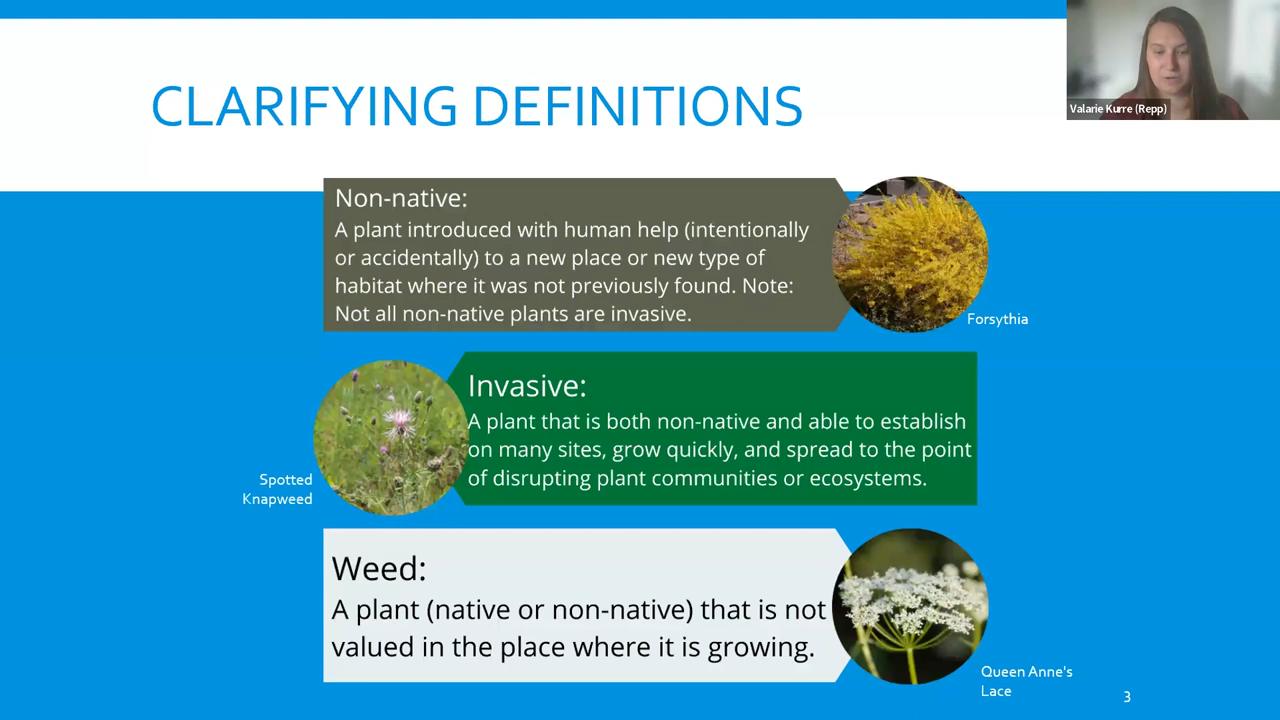 Valarie Kurre (Repp)
CLARIFYING DEFINITIONS
Non-native:
A plant introduced with human help (intentionally
or accidentally) to a new place or new type of
habitat where it was not previously found. Note:
Not all non-native plants are invasive.
Forsythia
Invasive:
A plant that is both non-native and able to establish
on many sites, grow quickly, and spread to the point
of disrupting plant communities or ecosystems.
Spotted
Knapweed
Weed:
A plant (native or non-native) that is not
valued in the place where it is growing.
Queen Anne's
Lace
3